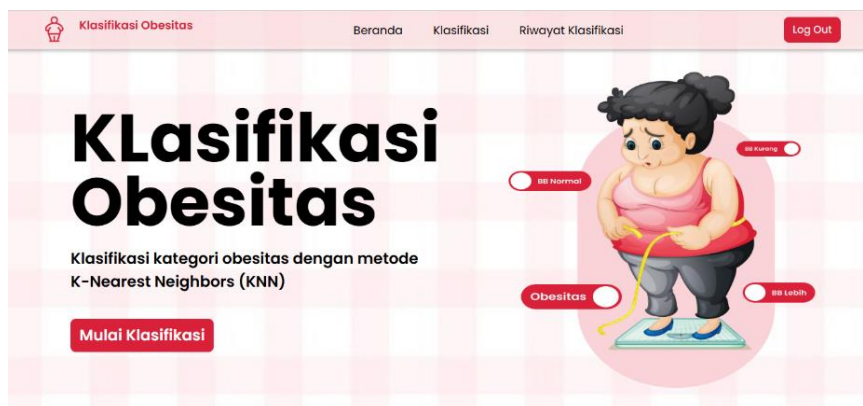 Klasifikasi Obesitas
Beranda
Klasifikasi
Riwayat Klasifikasi
Log Out
KLasifikasi
Obesitas
Klasifikasi kategori obesitas dengan metode
K-Nearest Neighbors (KNN)
Mulai Klasifikasi
BB Kurang
BB Normal
Obesitas
BB Lebih